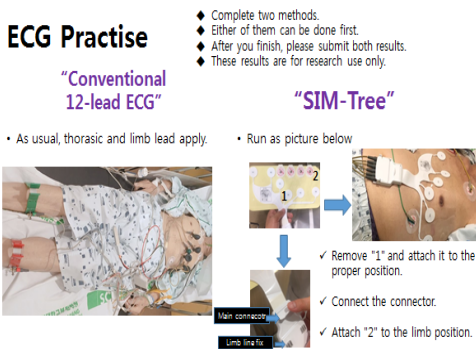 ECG Practise
◆ Complete two methods.
◆ Either of them can be done first.
◆ After you finish, please submit both results.
◆ These results are for research use only.
"Conventional
12-lead ECG"
• As usual, thorasic and limb lead apply.
"SIM-Tree"
• Run as picture below
1
2
✓ Remove "1" and attach it to the
proper position.
✓ Connect the connector.
✓ Attach "2" to the limb position.
Main connecotr
Limb line fix